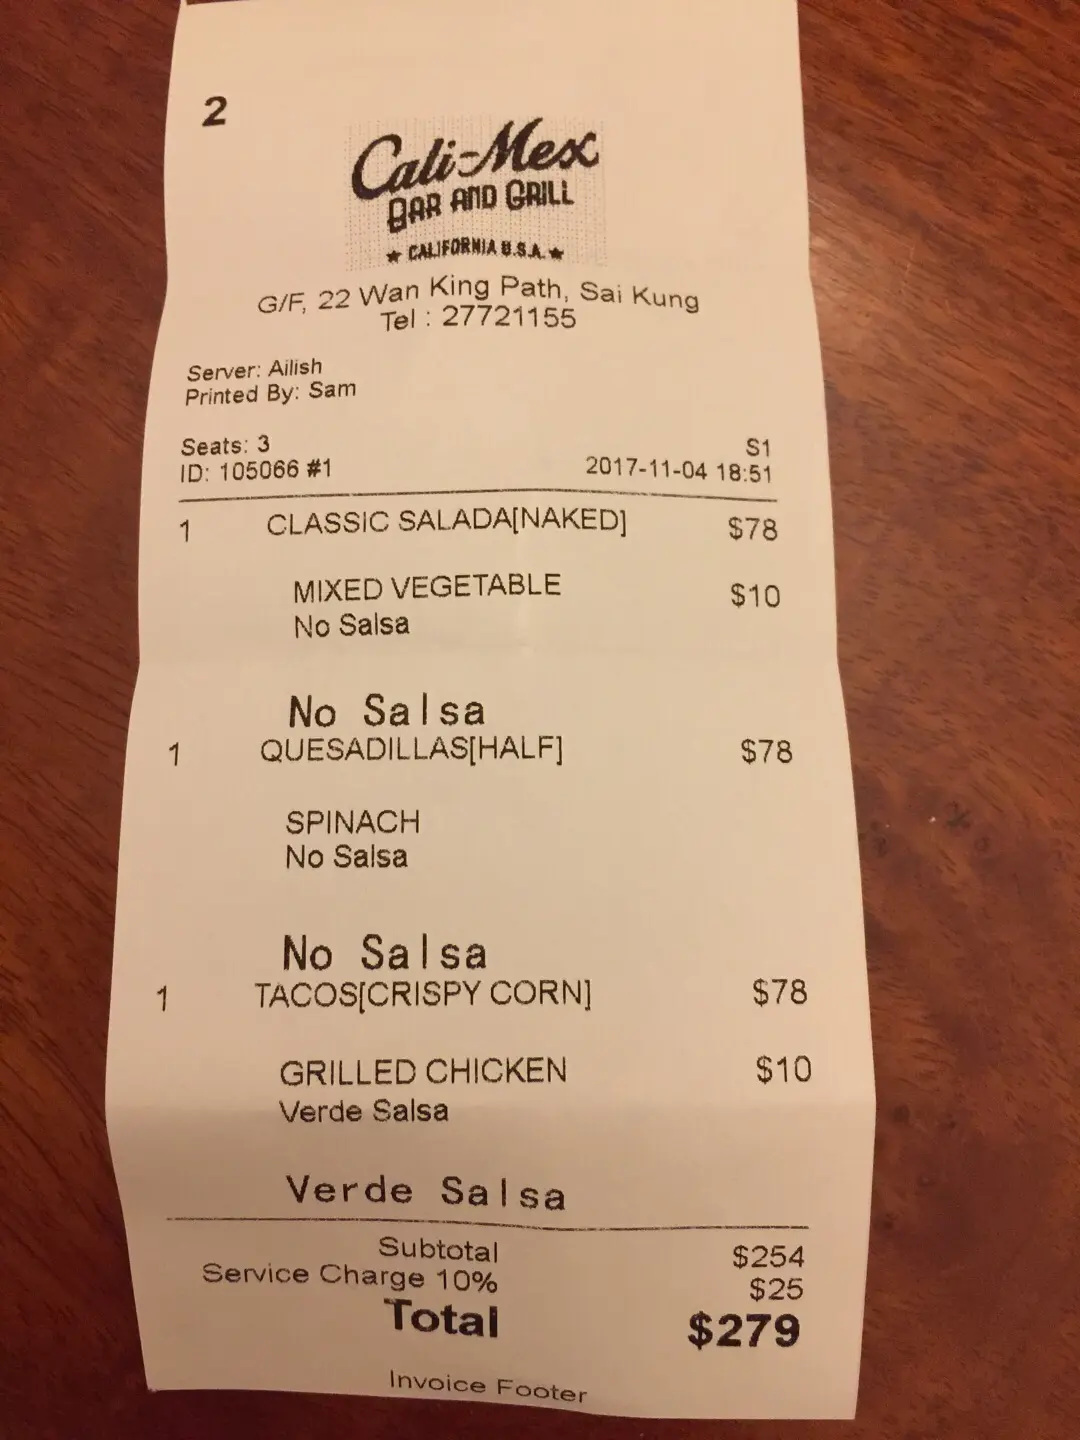 2
Cali-Mex
BAR AND GRILL
★ CALIFORNIA U.S.A. ★
G/F, 22 Wan King Path, Sai Kung
Tel : 27721155
Server: Ailish
Printed By: Sam
Seats: 3 S1
ID: 105066 #1 2017-11-04 18:51
1 CLASSIC SALADA[NAKED] $78
MIXED VEGETABLE $10
No Salsa
No Salsa
1 QUESADILLAS[HALF] $78
SPINACH
No Salsa
No Salsa
1 TACOS[CRISPY CORN] $78
GRILLED CHICKEN $10
Verde Salsa
Verde Salsa
Subtotal $254
Service Charge 10% $25
Total $279
Invoice Footer